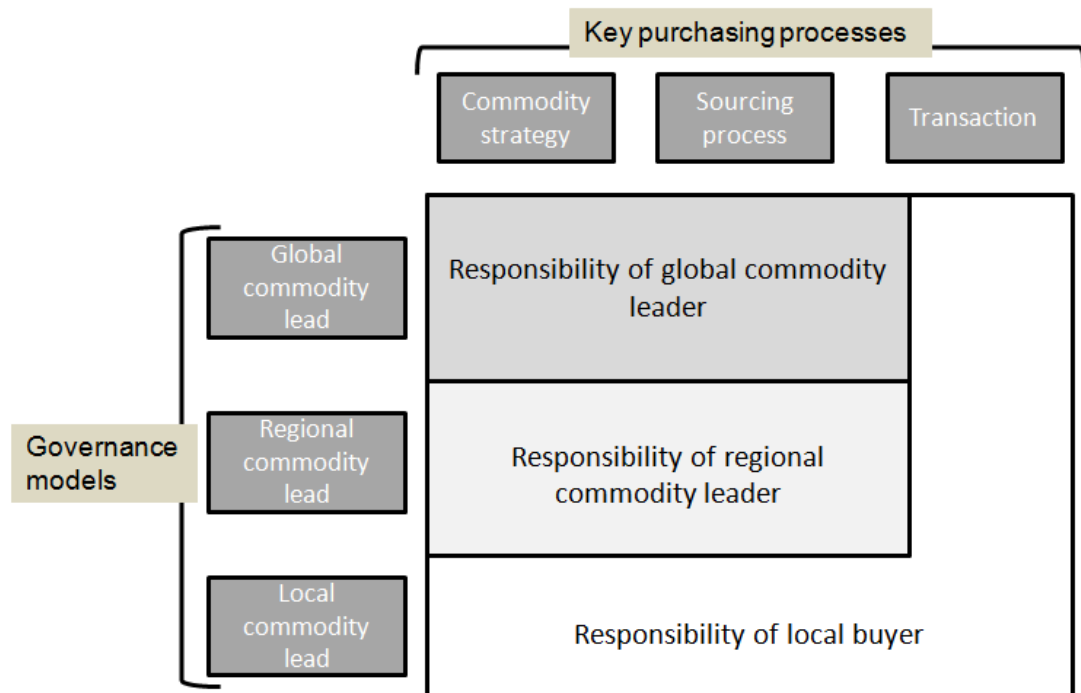 Key purchasing processes
Commodity
strategy
Sourcing
process
Transaction
Global
commodity
lead
Responsibility of global commodity
leader
Governance
models
Regional
commodity
lead
Responsibility of regional
commodity leader
Local
commodity
lead
Responsibility of local buyer